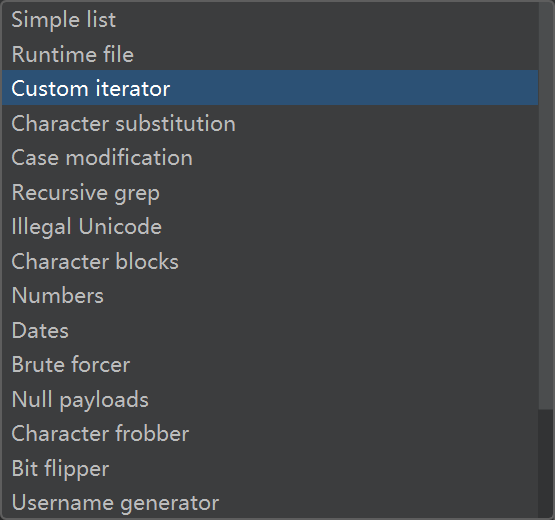 Simple list
Runtime file
Custom iterator
Character substitution
Case modification
Recursive grep
Illegal Unicode
Character blocks
Numbers
Dates
Brute forcer
Null payloads
Character frobber
Bit flipper
Username generator